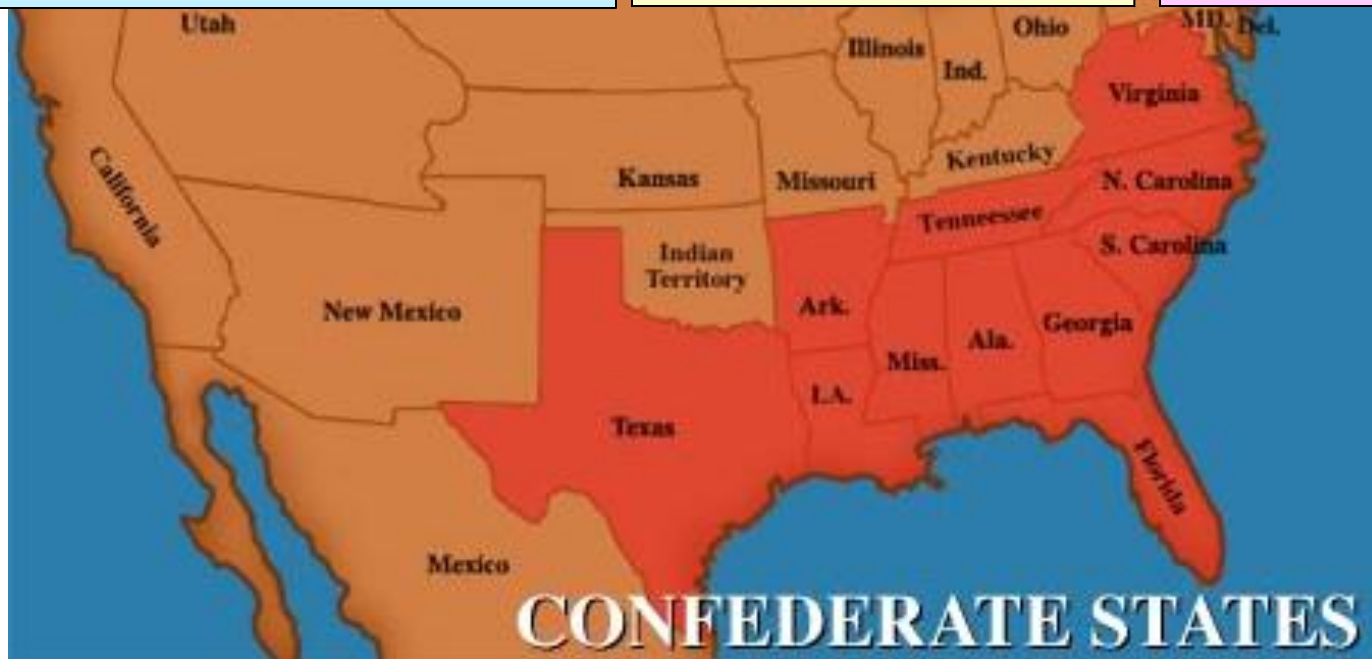 Utah
Ohio
MD.
Del.
Illinois
Ind.
Virginia
California
Kansas
Missouri
Kentucky
N. Carolina
Tenneessee
S. Carolina
Indian
Territory
New Mexico
Ark.
Miss.
Ala.
Georgia
LA.
Texas
Florida
Mexico
CONFEDERATE STATES